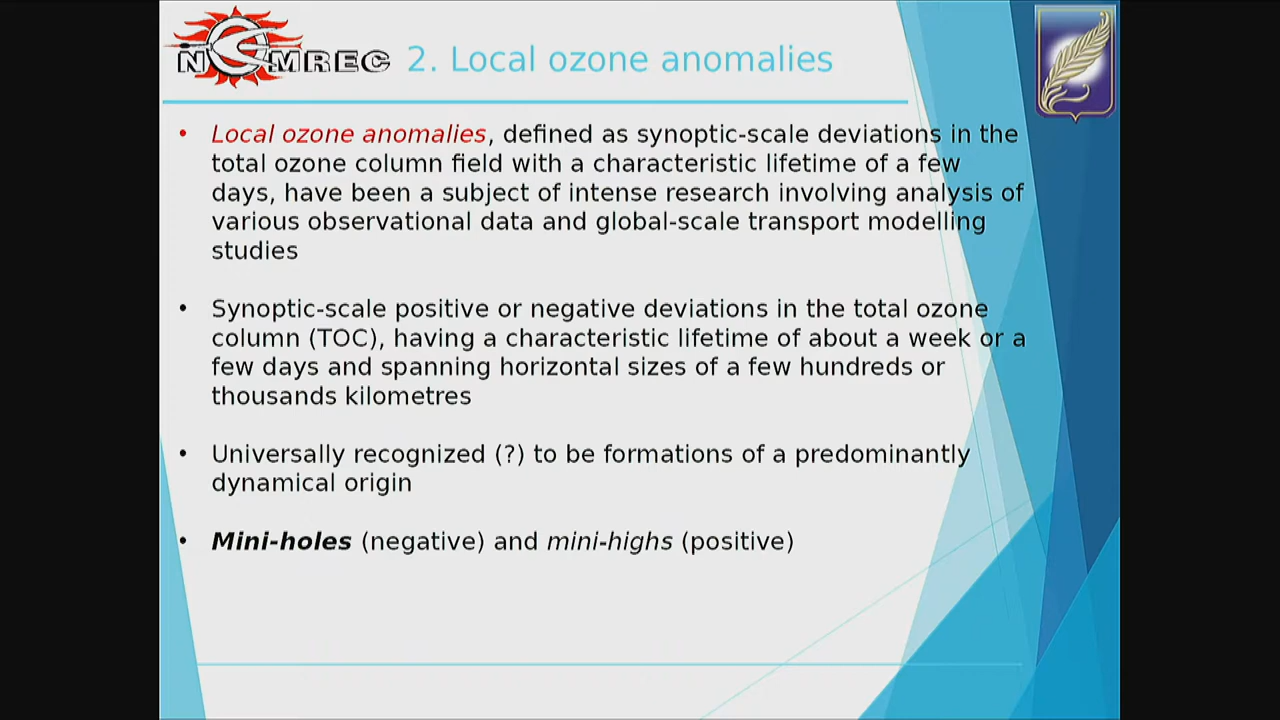 NOMREC
2. Local ozone anomalies
• Local ozone anomalies, defined as synoptic-scale deviations in the
total ozone column field with a characteristic lifetime of a few
days, have been a subject of intense research involving analysis of
various observational data and global-scale transport modelling
studies
• Synoptic-scale positive or negative deviations in the total ozone
column (TOC), having a characteristic lifetime of about a week or a
few days and spanning horizontal sizes of a few hundreds or
thousands kilometres
• Universally recognized (?) to be formations of a predominantly
dynamical origin
• Mini-holes (negative) and mini-highs (positive)